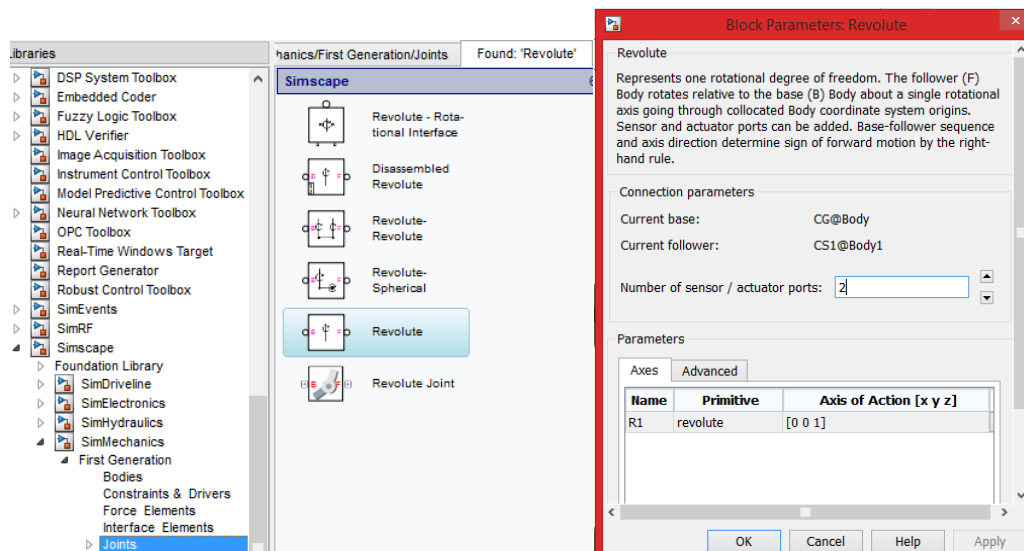 ibraries
DSP System Toolbox
Embedded Coder
Fuzzy Logic Toolbox
HDL Verifier
Image Acquisition Toolbox
Instrument Control Toolbox
Model Predictive Control Toolbox
Neural Network Toolbox
OPC Toolbox
Real-Time Windows Target
Report Generator
Robust Control Toolbox
SimEvents
SimRF
Simscape
Foundation Library
SimDriveline
SimElectronics
SimHydraulics
SimMechanics
First Generation
Bodies
Constraints & Drivers
Force Elements
Interface Elements
Joints
hanics/First Generation/Joints
Found: 'Revolute'
Simscape
Revolute - Rota-
tional Interface
Disassembled
Revolute
Revolute-
Revolute
Revolute-
Spherical
Revolute
Revolute Joint
Block Parameters: Revolute
Revolute
Represents one rotational degree of freedom. The follower (F)
Body rotates relative to the base (B) Body about a single rotational
axis going through collocated Body coordinate system origins.
Sensor and actuator ports can be added. Base-follower sequence
and axis direction determine sign of forward motion by the right-
hand rule.
Connection parameters
Current base: CG@Body
Current follower: CS1@Body1
Number of sensor / actuator ports: 2
Parameters
Axes Advanced
Name Primitive Axis of Action [x y z]
R1 revolute [0 0 1]
OK Cancel Help Apply